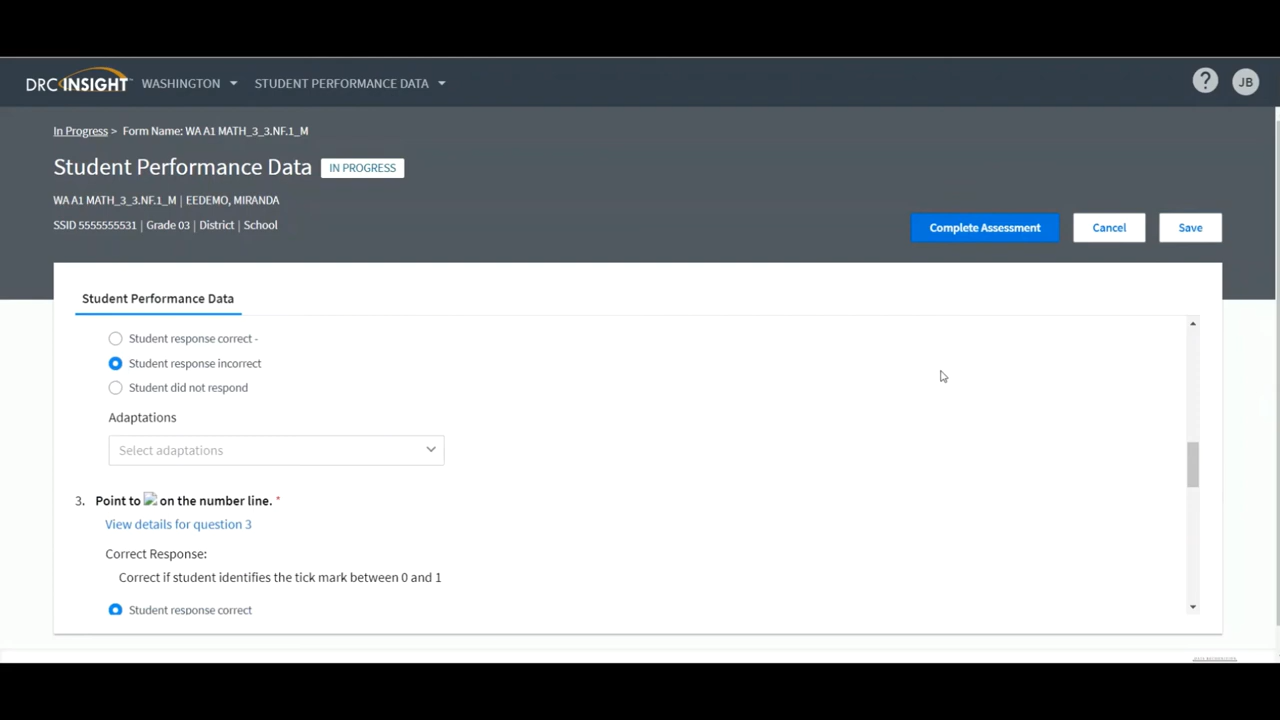 DRC INSIGHT WASHINGTON STUDENT PERFORMANCE DATA ? JB
In Progress > Form Name: WA A1 MATH_3_3.NF.1_M
Student Performance Data IN PROGRESS
WA A1 MATH_3_3.NF.1_M | EEDEMO, MIRANDA
SSID 5555555531 | Grade 03 | District | School
Complete Assessment Cancel Save
Student Performance Data
Student response correct -
Student response incorrect
Student did not respond
Adaptations
Select adaptations
3. Point to on the number line. *
View details for question 3
Correct Response:
Correct if student identifies the tick mark between 0 and 1
Student response correct